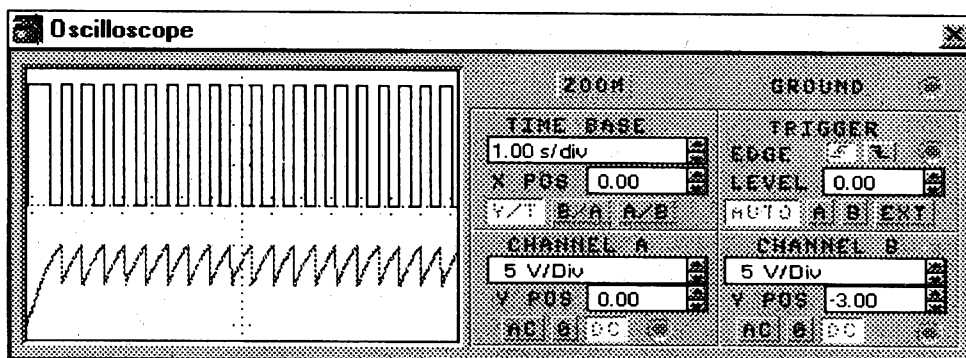 Oscilloscope
ZOOM GROUND
TIME BASE
1.00 s/div
X POS 0.00
Y/T B/A A/B
TRIGGER
EDGE
LEVEL 0.00
AUTO A B EXT
CHANNEL A
5 V/Div
Y POS 0.00
AC 0 DC
CHANNEL B
5 V/Div
Y POS -3.00
AC 0 DC